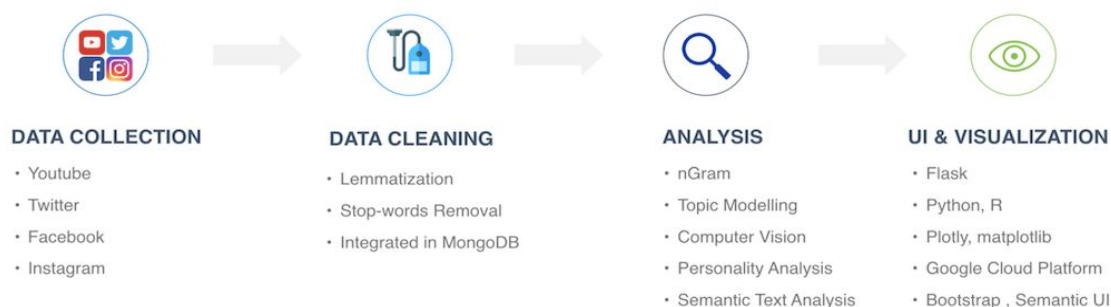 DATA COLLECTION
• Youtube
• Twitter
• Facebook
• Instagram
DATA CLEANING
• Lemmatization
• Stop-words Removal
• Integrated in MongoDB
ANALYSIS
• nGram
• Topic Modelling
• Computer Vision
• Personality Analysis
• Semantic Text Analysis
UI & VISUALIZATION
• Flask
• Python, R
• Plotly, matplotlib
• Google Cloud Platform
• Bootstrap , Semantic UI